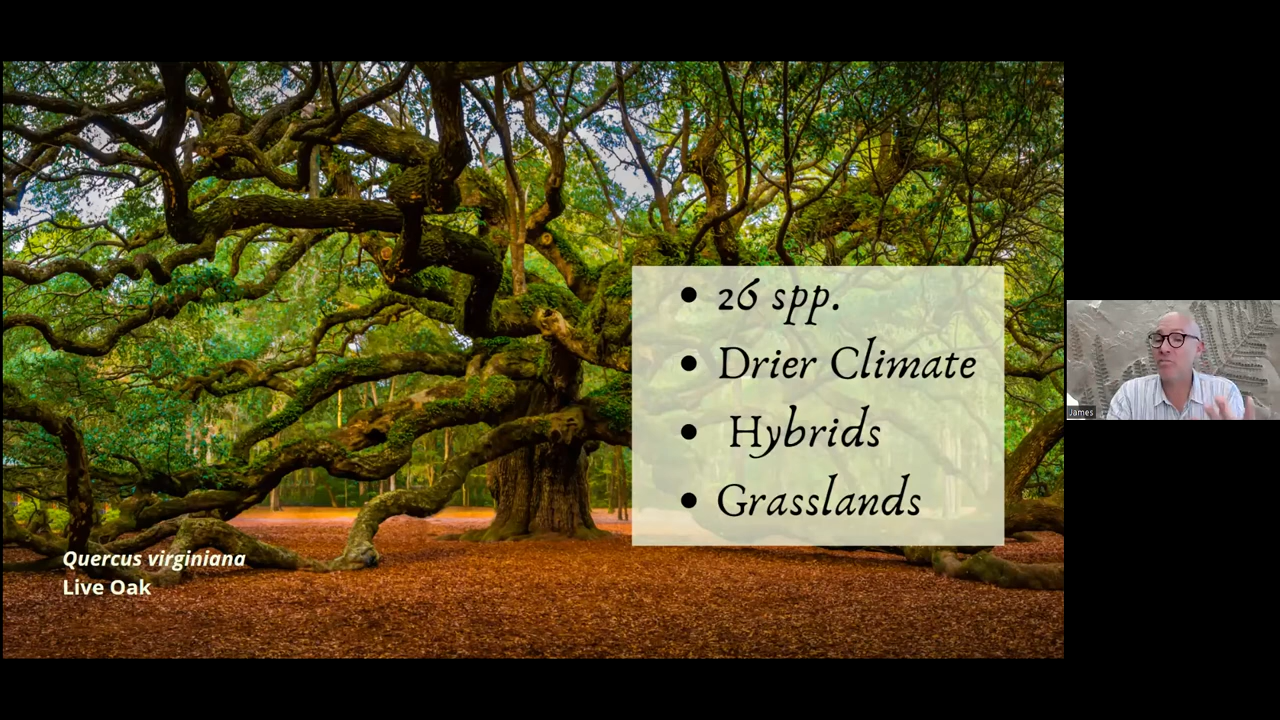 • 26 spp.
• Drier Climate
• Hybrids
• Grasslands
Quercus virginiana
Live Oak
James